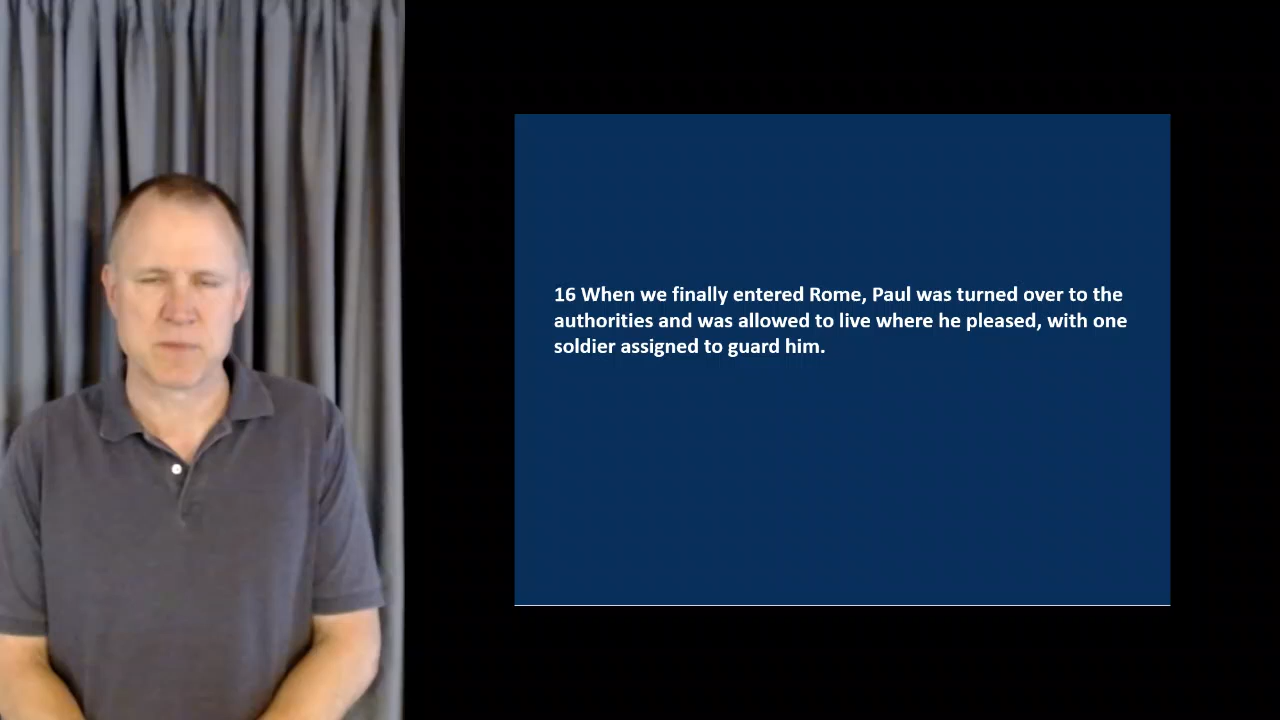 16 When we finally entered Rome, Paul was turned over to the
authorities and was allowed to live where he pleased, with one
soldier assigned to guard him.